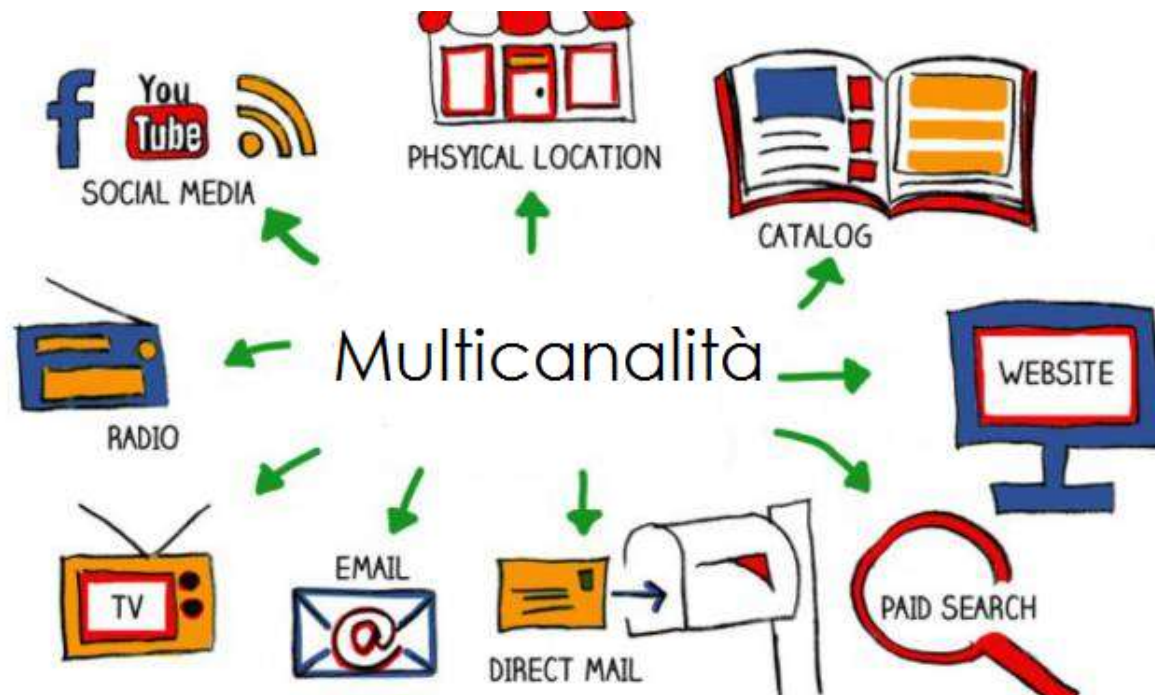 f
You
Tube
SOCIAL MEDIA
PHSYICAL LOCATION
CATALOG
Multicanalità
WEBSITE
RADIO
TV
EMAIL
@
DIRECT MAIL
PAID SEARCH